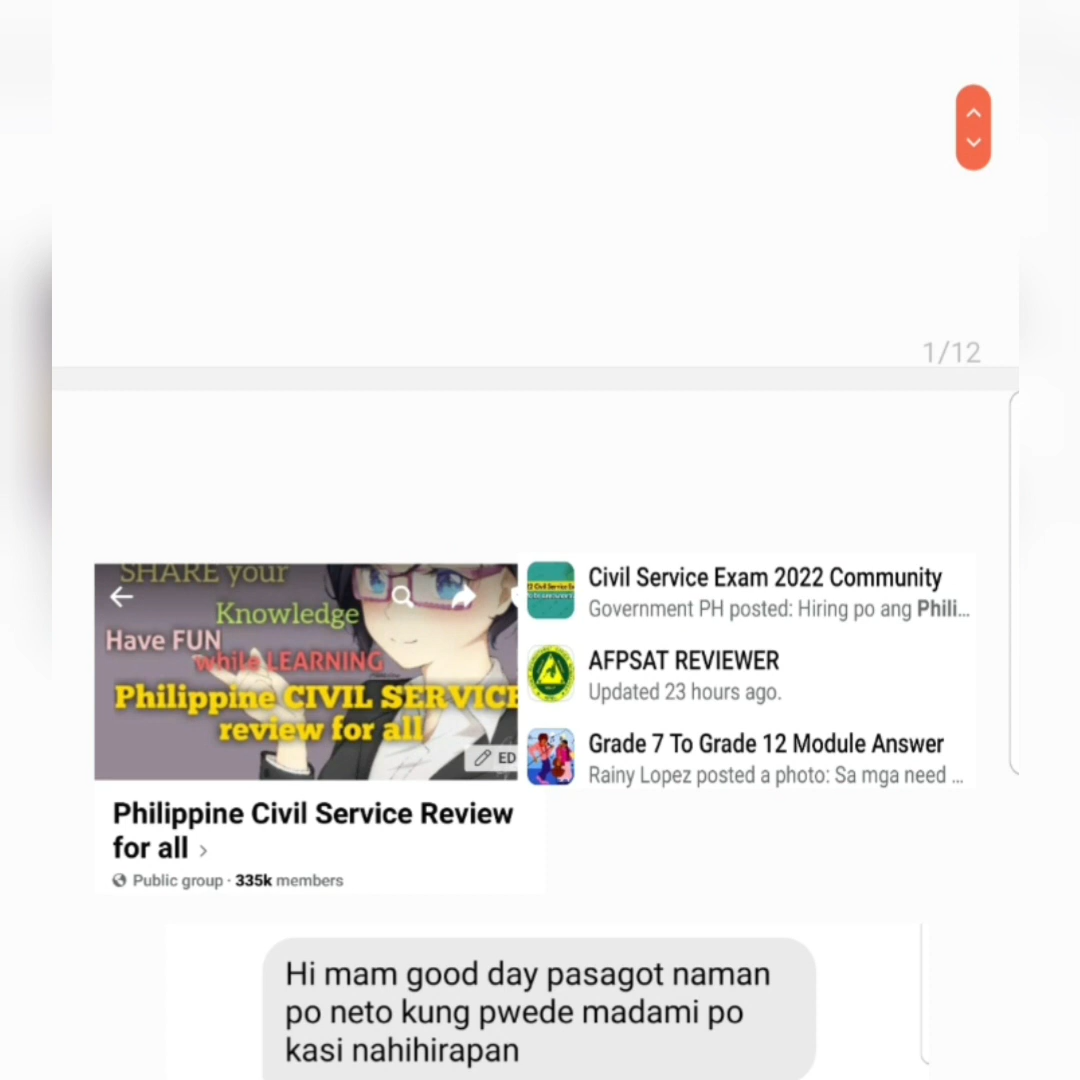 1/12
SHARE your
Knowledge
Have FUN
while LEARNING
Philippine CIVIL SERVICE
review for all
ED
Philippine Civil Service Review
for all
Public group · 335k members
Civil Service Exam 2022 Community
Government PH posted: Hiring po ang Phili...
AFPSAT REVIEWER
Updated 23 hours ago.
Grade 7 To Grade 12 Module Answer
Rainy Lopez posted a photo: Sa mga need ...
Hi mam good day pasagot naman
po neto kung pwede madami po
kasi nahihirapan